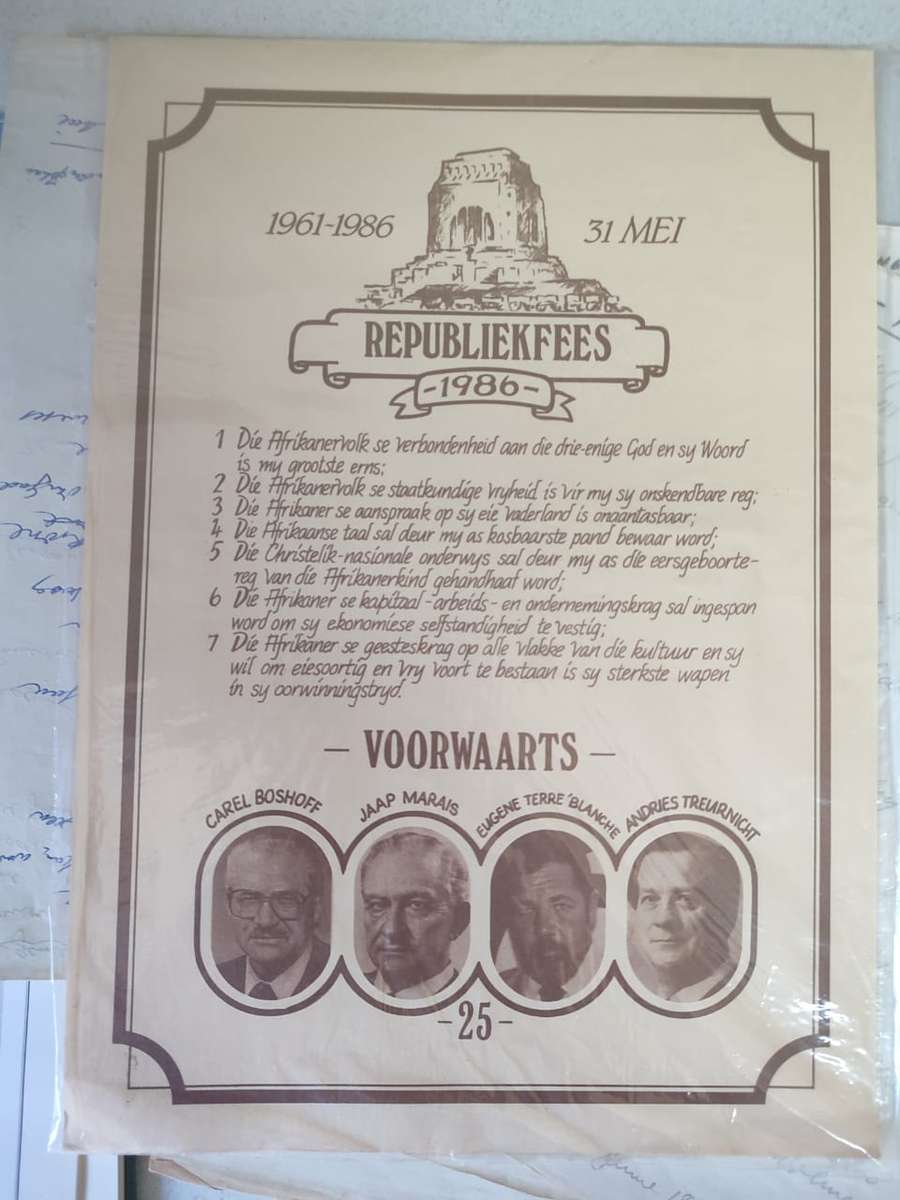 1961-1986
31 MEI
REPUBLIEKFEES
-1986-
1 Die Afrikanervolk se verbondenheid aan die drie-enige God en sy Woord
is my grootste erns;
2 Die Afrikanervolk se staatkundige vryheid is vir my sy onskendbare reg;
3 Die Afrikaner se aanspraak op sy eie vaderland is onaantasbaar;
4 Die Afrikaanse taal sal deur my as kosbaarste pand bewaar word;
5 Die Christelik-nasionale onderwys sal deur my as die eersgeboorte-
reg van die Afrikanerkind gehandhaaf word;
6 Die Afrikaner se kapitaal-arbeids- en ondernemingskrag sal ingespan
word om sy ekonomiese selfstandigheid te vestig;
7 Die Afrikaner se geesteskrag op alle vlakke van die kultuur en sy
wil om eiesoortig en vry voort te bestaan is sy sterkste wapen
in sy oorwinningstryd.
- VOORWAARTS -
CAREL BOSHOFF
JAAP MARAIS
EUGENE TERRE'BLANCHE
ANDRIES TREURNICHT
-25-